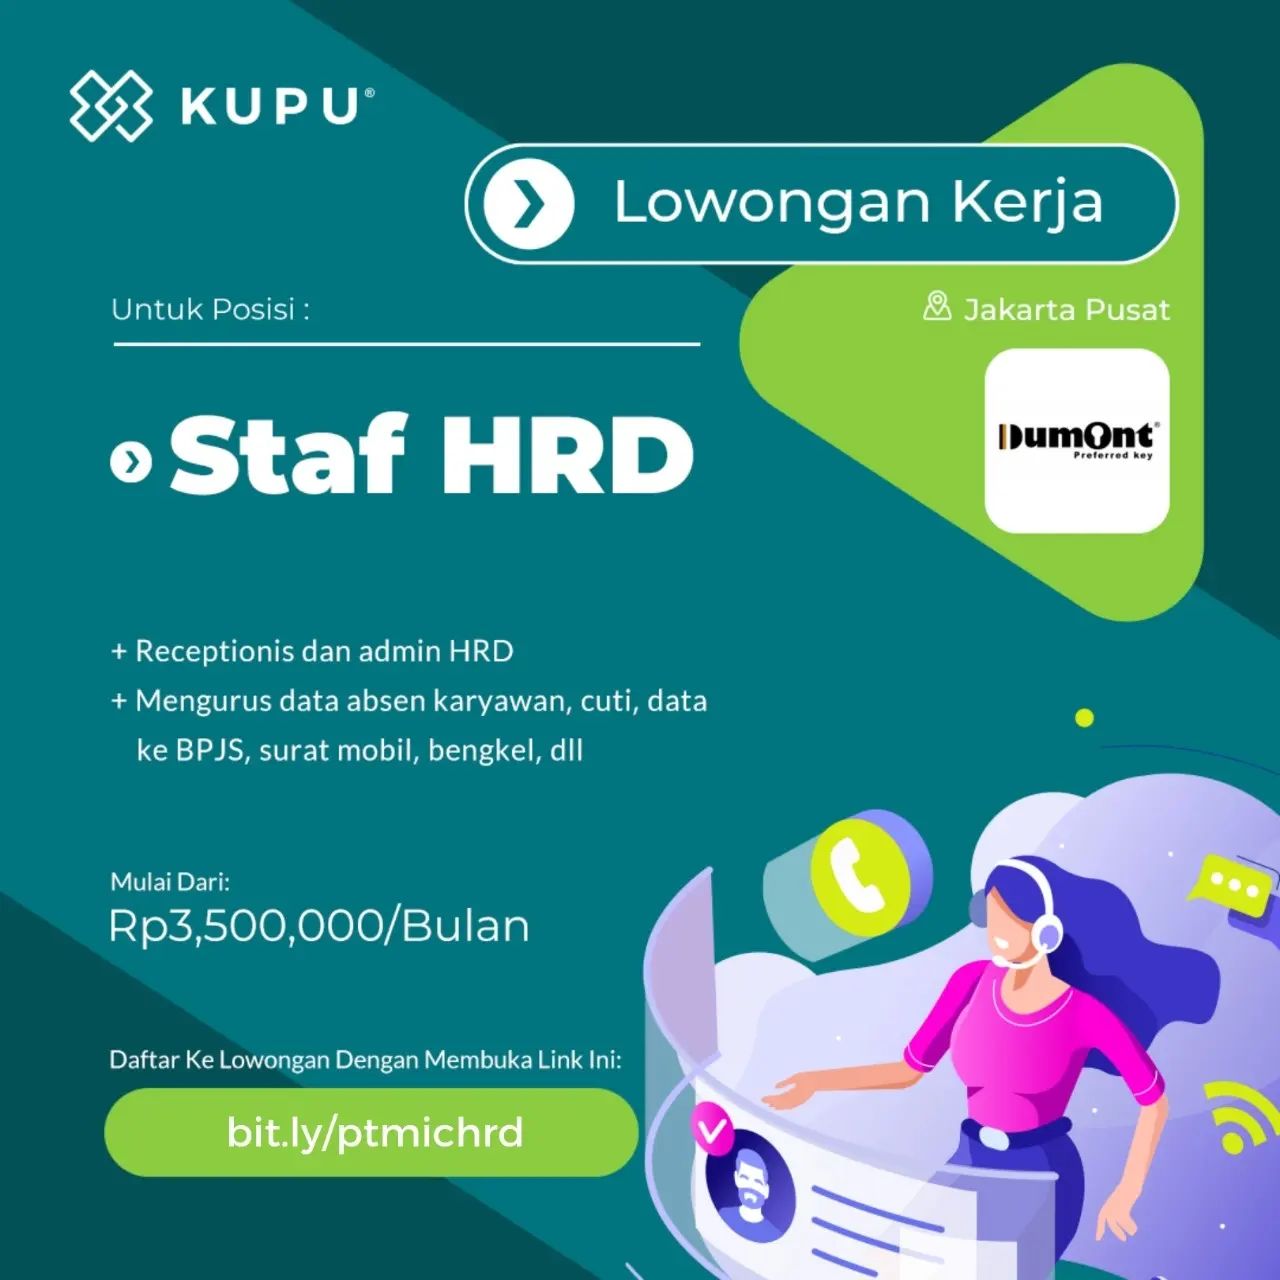 KUPU®
Lowongan Kerja
Untuk Posisi :
Jakarta Pusat
DumOnt®
Preferred key
Staf HRD
+ Receptionis dan admin HRD
+ Mengurus data absen karyawan, cuti, data
ke BPJS, surat mobil, bengkel, dll
Mulai Dari:
Rp3,500,000/Bulan
Daftar Ke Lowongan Dengan Membuka Link Ini:
bit.ly/ptmichrd